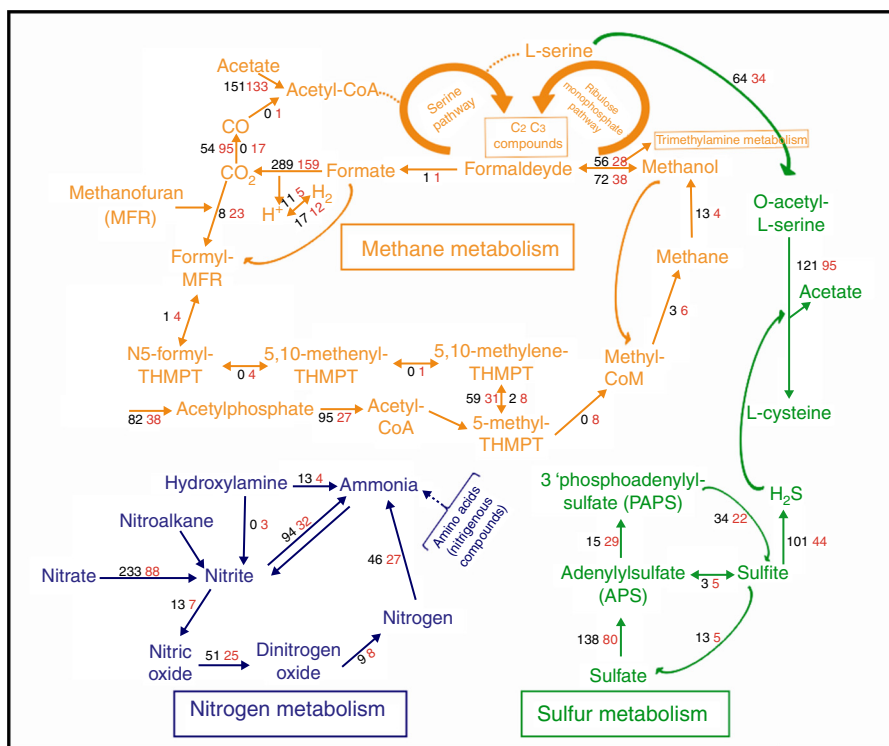 L-serine
Acetate
151 133
Acetyl-CoA
Serine
pathway
Ribulose
monophosphate
pathway
64 34
0 1
CO
C2 C3
compounds
Trimethylamine metabolism
54 95 0 17
289 159
Formate
1 1
Formaldeyde
56 28
72 38
Methanol
CO2
Methanofuran
(MFR)
8 23
H+
11 5
H2
17 12
13 4
O-acetyl-
L-serine
Methane metabolism
Formyl-
MFR
Methane
121 95
Acetate
1 4
3 6
N5-formyl-
THMPT
0 4
5,10-methenyl-
THMPT
0 1
5,10-methylene-
THMPT
Methyl-
CoM
59 31 2 8
82 38
Acetylphosphate
95 27
Acetyl-
CoA
5-methyl-
THMPT
0 8
L-cysteine
Hydroxylamine
13 4
Ammonia
3 'phosphoadenylyl-
sulfate (PAPS)
H2S
Nitroalkane
0 3
94 32
Amino acids
(nitrigenous
compounds)
34 22
101 44
15 29
Nitrate
233 88
Nitrite
46 27
Adenylylsulfate
(APS)
3 5
Sulfite
13 7
Nitrogen
138 80
13 5
Nitric
oxide
51 25
Dinitrogen
oxide
9 8
Sulfate
Nitrogen metabolism
Sulfur metabolism